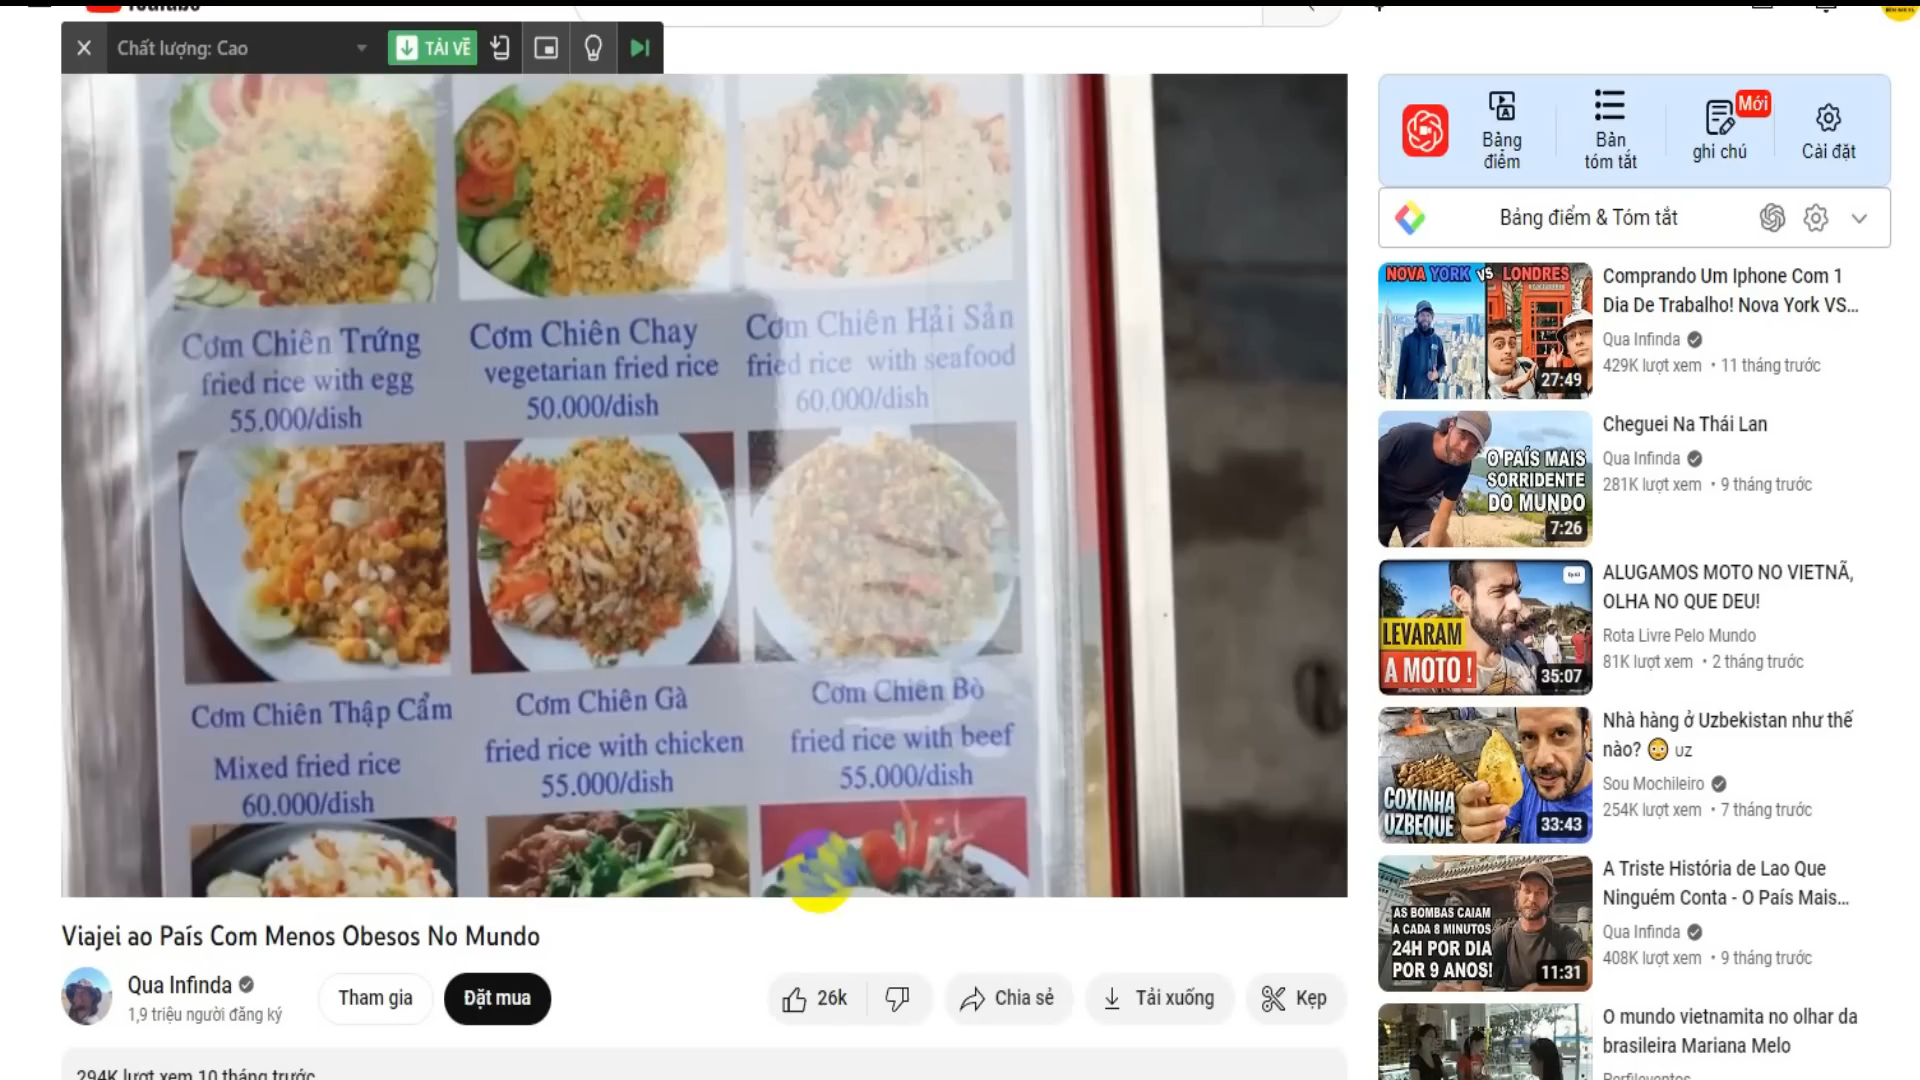 Chất lượng: Cao
TẢI VỀ
Cơm Chiên Trứng
fried rice with egg
55.000/dish
Cơm Chiên Chay
vegetarian fried rice
50.000/dish
Cơm Chiên Hải Sản
fried rice with seafood
60.000/dish
Cơm Chiên Thập Cẩm
Mixed fried rice
60.000/dish
Cơm Chiên Gà
fried rice with chicken
55.000/dish
Cơm Chiên Bò
fried rice with beef
55.000/dish
Viajei ao País Com Menos Obesos No Mundo
Qua Infinda
1,9 triệu người đăng ký
Tham gia
Đặt mua
26k
Chia sẻ
Tải xuống
Kẹp
294K lượt xem 10 tháng trước
Bảng
điểm
Bản
tóm tắt
Mới
ghi chú
Cài đặt
Bảng điểm & Tóm tắt
NOVA YORK VS LONDRES
27:49
Comprando Um Iphone Com 1
Dia De Trabalho! Nova York VS...
Qua Infinda
429K lượt xem • 11 tháng trước
O PAÍS MAIS
SORRIDENTE
DO MUNDO
7:26
Cheguei Na Thái Lan
Qua Infinda
281K lượt xem • 9 tháng trước
LEVARAM
A MOTO !
35:07
ALUGAMOS MOTO NO VIETNÃ,
OLHA NO QUE DEU!
Rota Livre Pelo Mundo
81K lượt xem • 2 tháng trước
COXINHA
UZBEQUE
33:43
Nhà hàng ở Uzbekistan như thế
nào? 😳 UZ
Sou Mochileiro
254K lượt xem • 7 tháng trước
AS BOMBAS CAIAM
A CADA 8 MINUTOS
24H POR DIA
POR 9 ANOS!
11:31
A Triste História de Lao Que
Ninguém Conta - O País Mais...
Qua Infinda
408K lượt xem • 9 tháng trước
O mundo vietnamita no olhar da
brasileira Mariana Melo